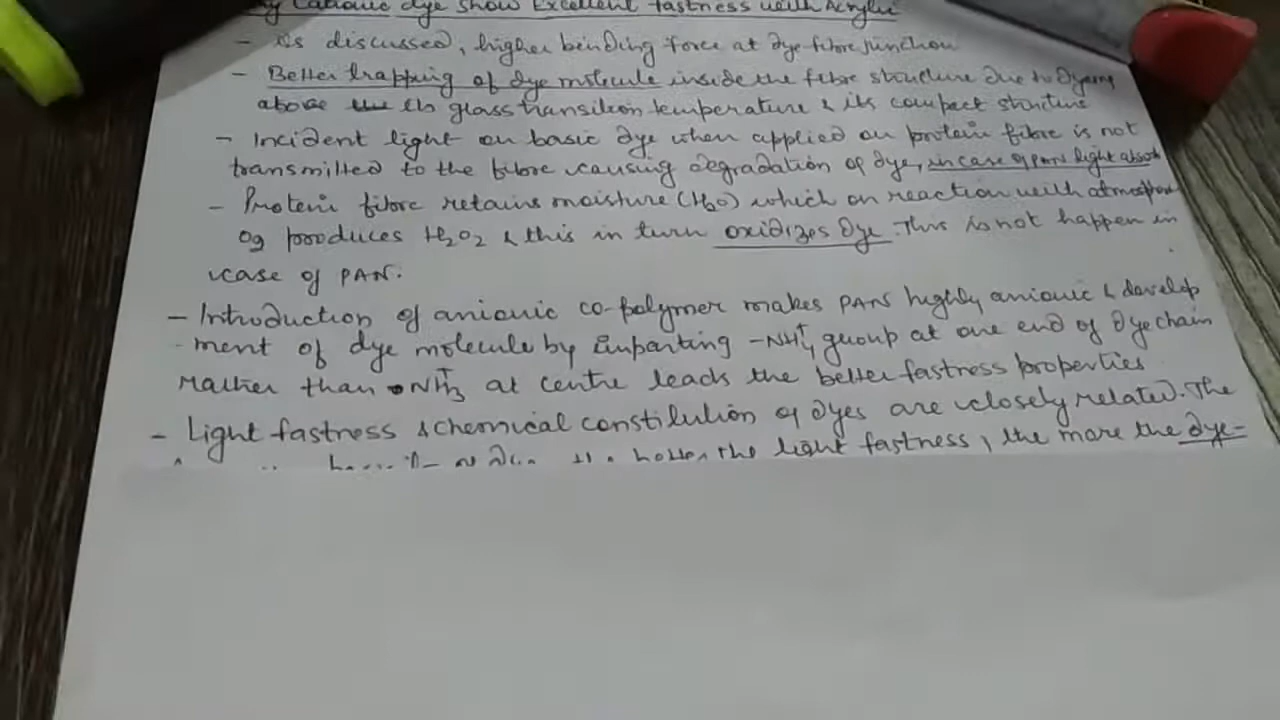 Cationic dye show Excellent fastness with Acrylic
- As discussed, higher binding force at dye-fibre junction
- Better trapping of dye molecule inside the fibre structure due to Dyeing
above the its glass transition temperature & its compact structure
- Incident light on basic dye when applied on protein fibre is not
transmitted to the fibre causing degradation of dye, in case of PAN light absorb
- Protein fibre retains moisture (H2O) which on reaction with atmosphere
O2 produces H2O2 & this in turn oxidizes dye. This is not happen in
case of PAN.
- Introduction of anionic co-polymer makes PAN highly anionic & develop
ment of dye molecule by imparting -NH4+ group at one end of dye chain
rather than NH3+ at centre leads the better fastness properties
- Light fastness & chemical constitution of dyes are closely related. The
the light fastness, the more the dye-